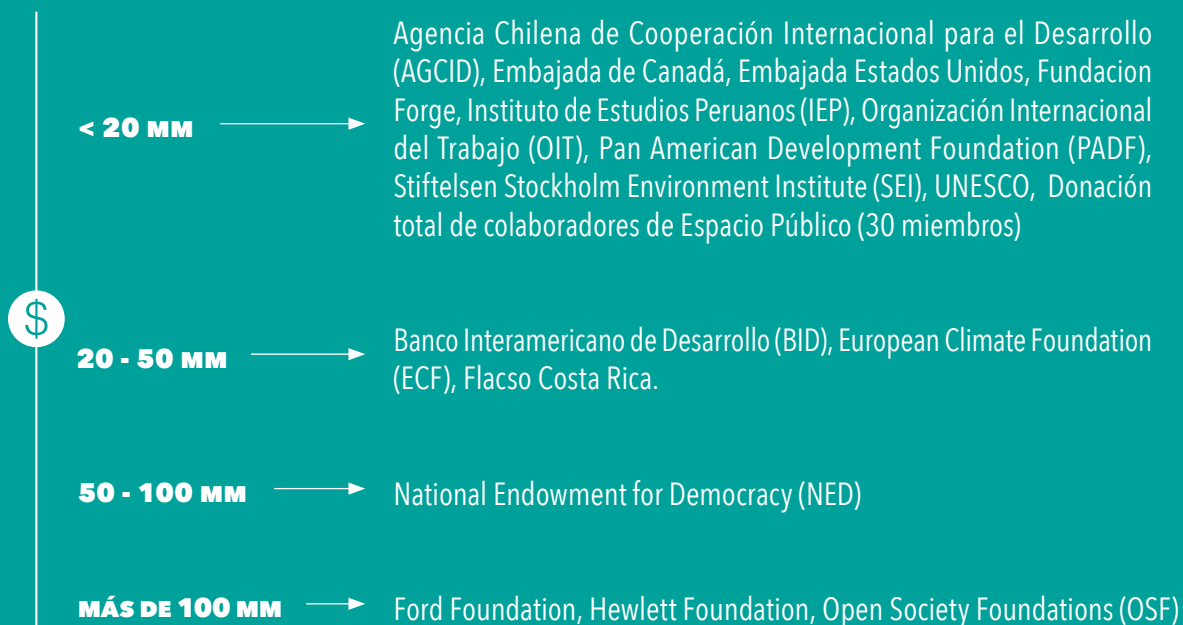 Agencia Chilena de Cooperación Internacional para el Desarrollo
(AGCID), Embajada de Canadá, Embajada Estados Unidos, Fundacion
Forge, Instituto de Estudios Peruanos (IEP), Organización Internacional
< 20 MM
del Trabajo (OIT), Pan American Development Foundation (PADF),
Stiftelsen Stockholm Environment Institute (SEI), UNESCO, Donación
total de colaboradores de Espacio Público (30 miembros)
$
20 - 50 MM
Banco Interamericano de Desarrollo (BID), European Climate Foundation
(ECF), Flacso Costa Rica.
50 - 100 MM
National Endowment for Democracy (NED)
MÁS DE 100 MM
Ford Foundation, Hewlett Foundation, Open Society Foundations (OSF)